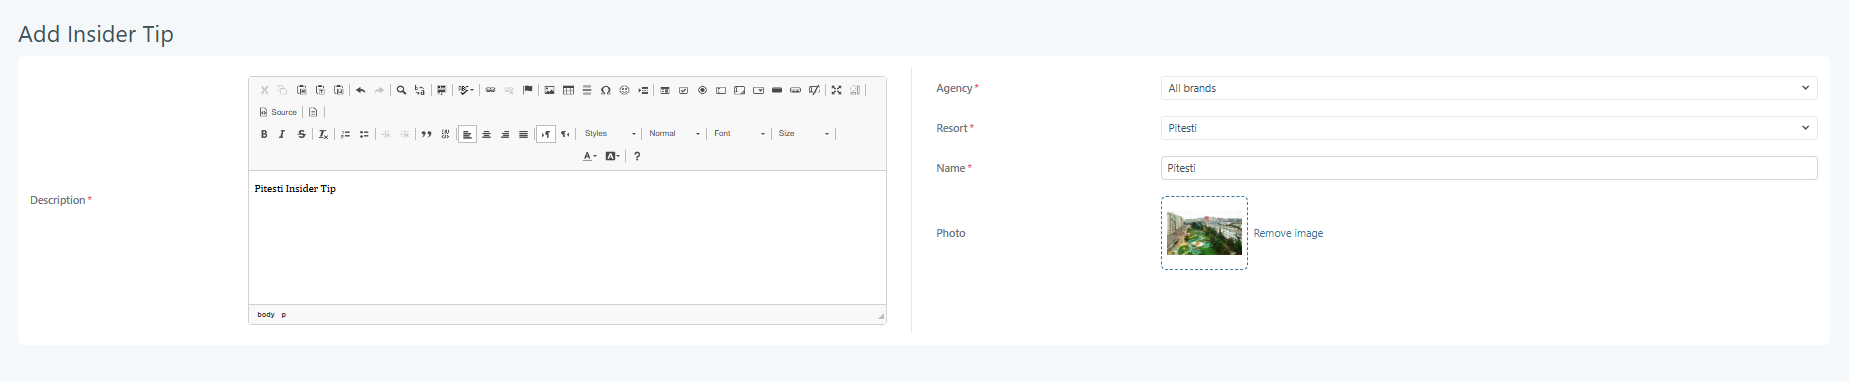 Add Insider Tip
Source
Styles
Normal
Font
Size
Description *
Pitesti Insider Tip
body p
Agency *
All brands
Resort *
Pitesti
Name *
Pitesti
Photo
Remove image